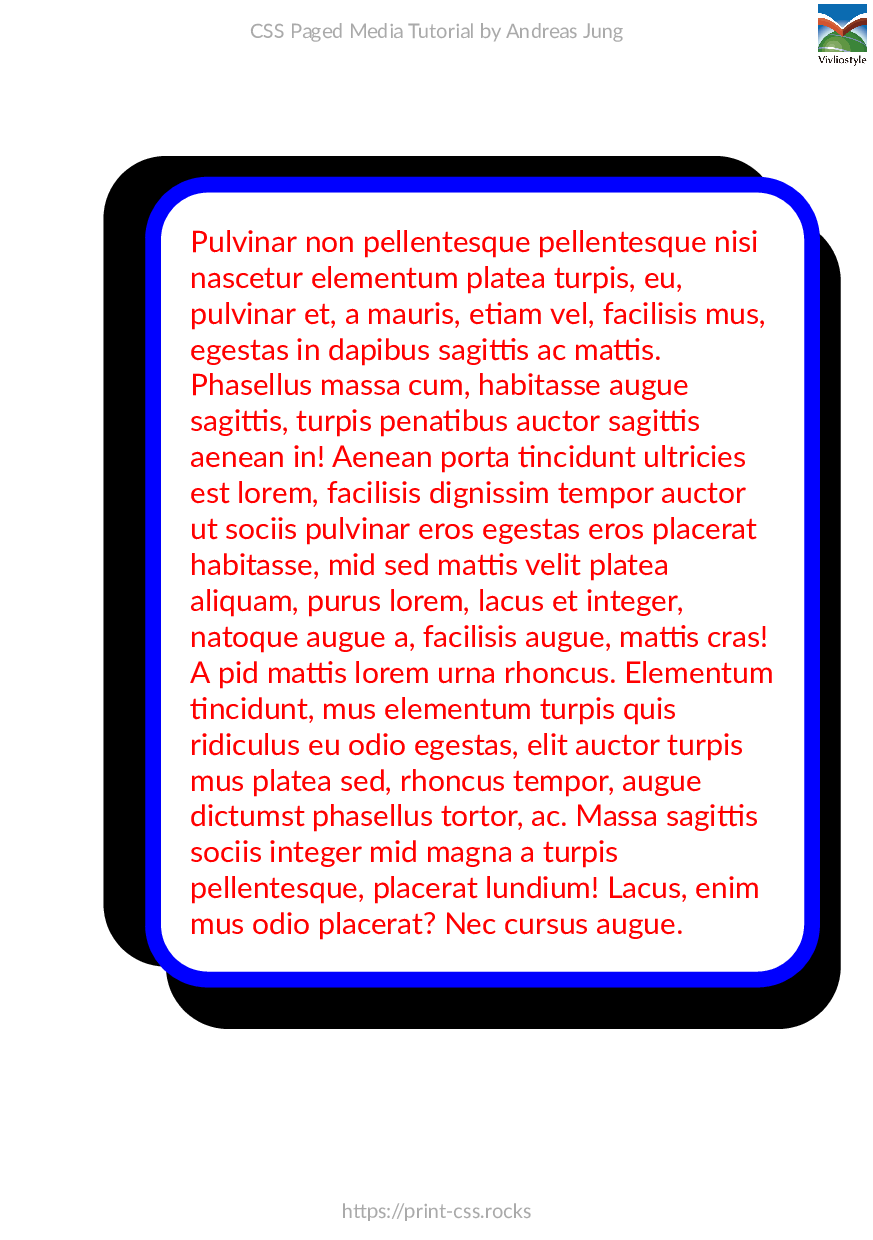 CSS Paged Media Tutorial by Andreas Jung
Vivliostyle
Pulvinar non pellentesque pellentesque nisi
nascetur elementum platea turpis, eu,
pulvinar et, a mauris, etiam vel, facilisis mus,
egestas in dapibus sagittis ac mattis.
Phasellus massa cum, habitasse augue
sagittis, turpis penatibus auctor sagittis
aenean in! Aenean porta tincidunt ultricies
est lorem, facilisis dignissim tempor auctor
ut sociis pulvinar eros egestas eros placerat
habitasse, mid sed mattis velit platea
aliquam, purus lorem, lacus et integer,
natoque augue a, facilisis augue, mattis cras!
A pid mattis lorem urna rhoncus. Elementum
tincidunt, mus elementum turpis quis
ridiculus eu odio egestas, elit auctor turpis
mus platea sed, rhoncus tempor, augue
dictumst phasellus tortor, ac. Massa sagittis
sociis integer mid magna a turpis
pellentesque, placerat lundium! Lacus, enim
mus odio placerat? Nec cursus augue.
https://print-css.rocks